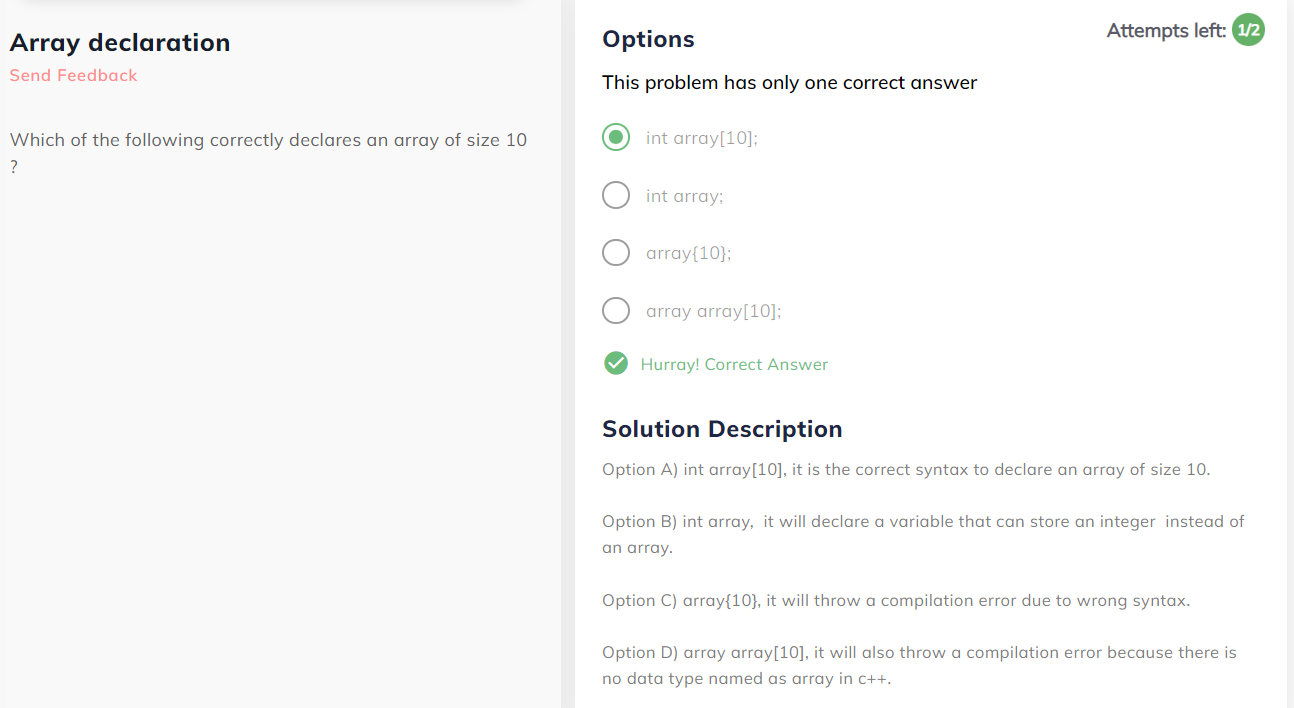 Array declaration
Send Feedback
Which of the following correctly declares an array of size 10
?
Attempts left: 1/2
Options
This problem has only one correct answer
int array[10];
int array;
array{10};
array array[10];
Hurray! Correct Answer
Solution Description
Option A) int array[10], it is the correct syntax to declare an array of size 10.
Option B) int array,  it will declare a variable that can store an integer  instead of
an array.
Option C) array{10}, it will throw a compilation error due to wrong syntax.
Option D) array array[10], it will also throw a compilation error because there is
no data type named as array in c++.